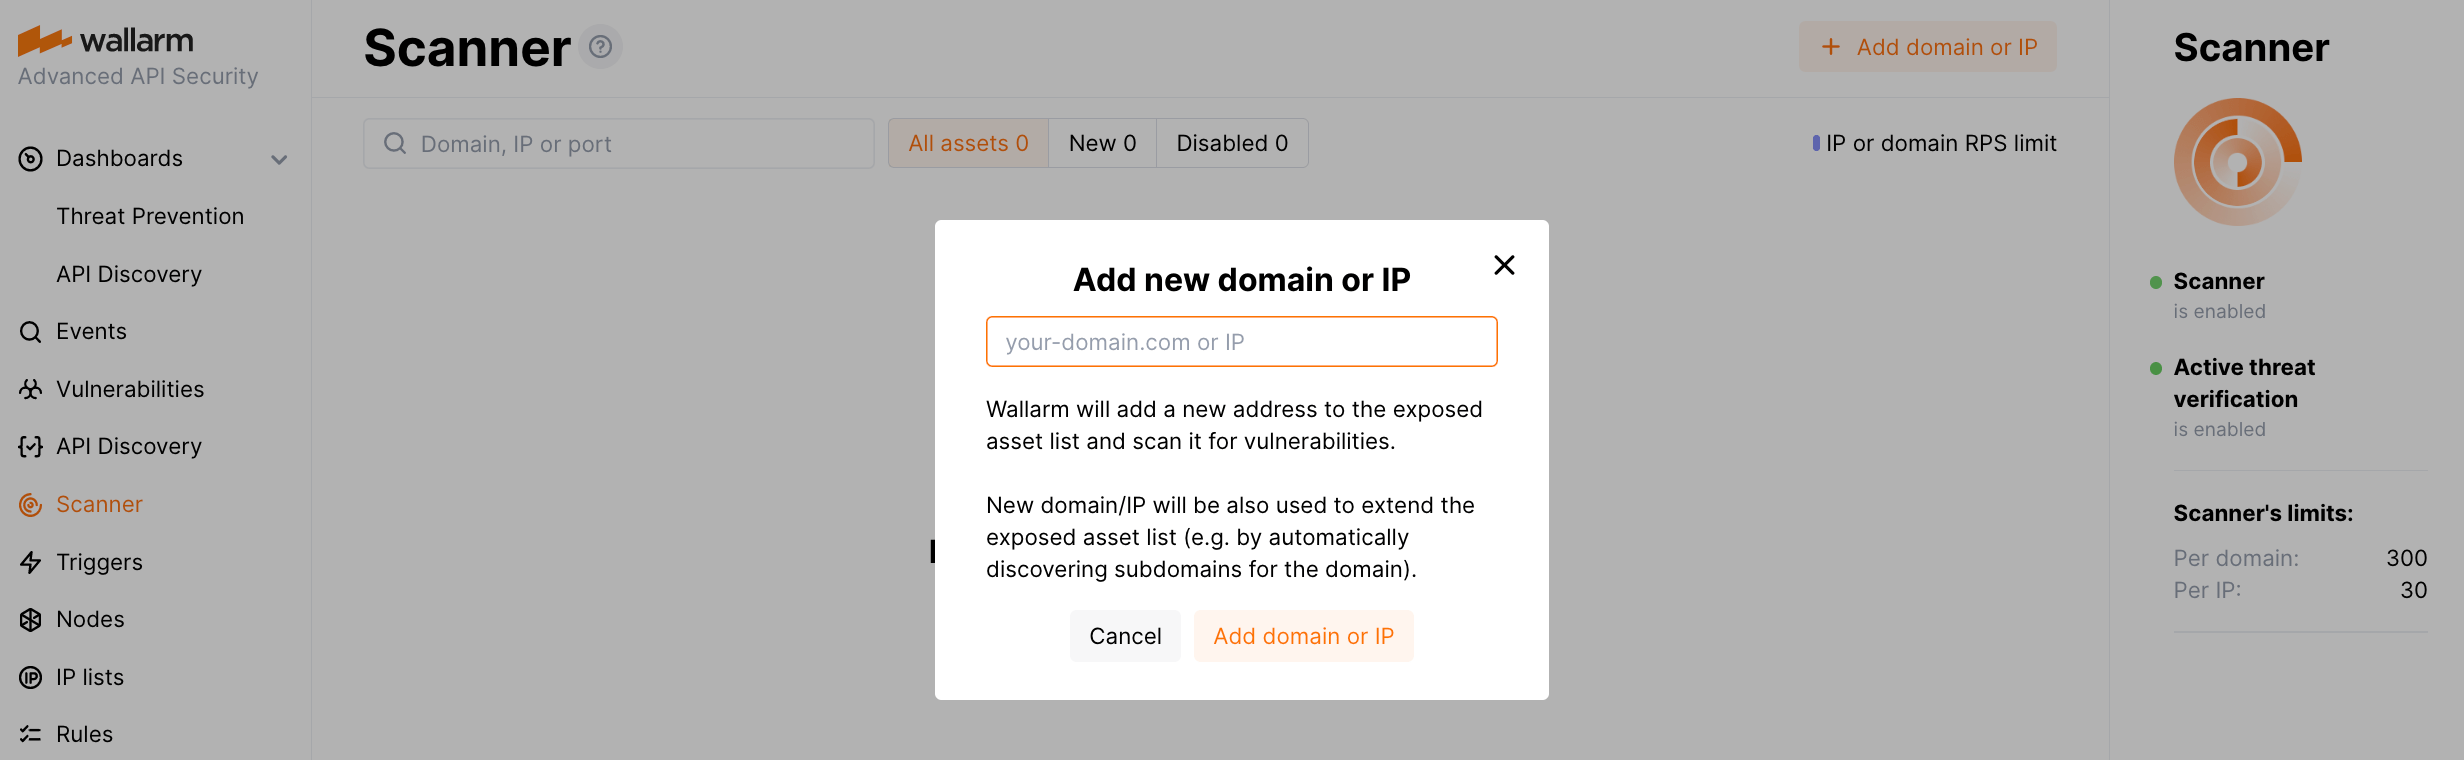 wallarm
Advanced API Security
Dashboards
Threat Prevention
API Discovery
Events
Vulnerabilities
API Discovery
Scanner
Triggers
Nodes
IP lists
Rules
Scanner
+ Add domain or IP
Domain, IP or port
All assets 0
New 0
Disabled 0
IP or domain RPS limit
Add new domain or IP
your-domain.com or IP
Wallarm will add a new address to the exposed
asset list and scan it for vulnerabilities.
New domain/IP will be also used to extend the
exposed asset list (e.g. by automatically
discovering subdomains for the domain).
Cancel
Add domain or IP
Scanner
Scanner
is enabled
Active threat
verification
is enabled
Scanner's limits:
Per domain: 300
Per IP: 30